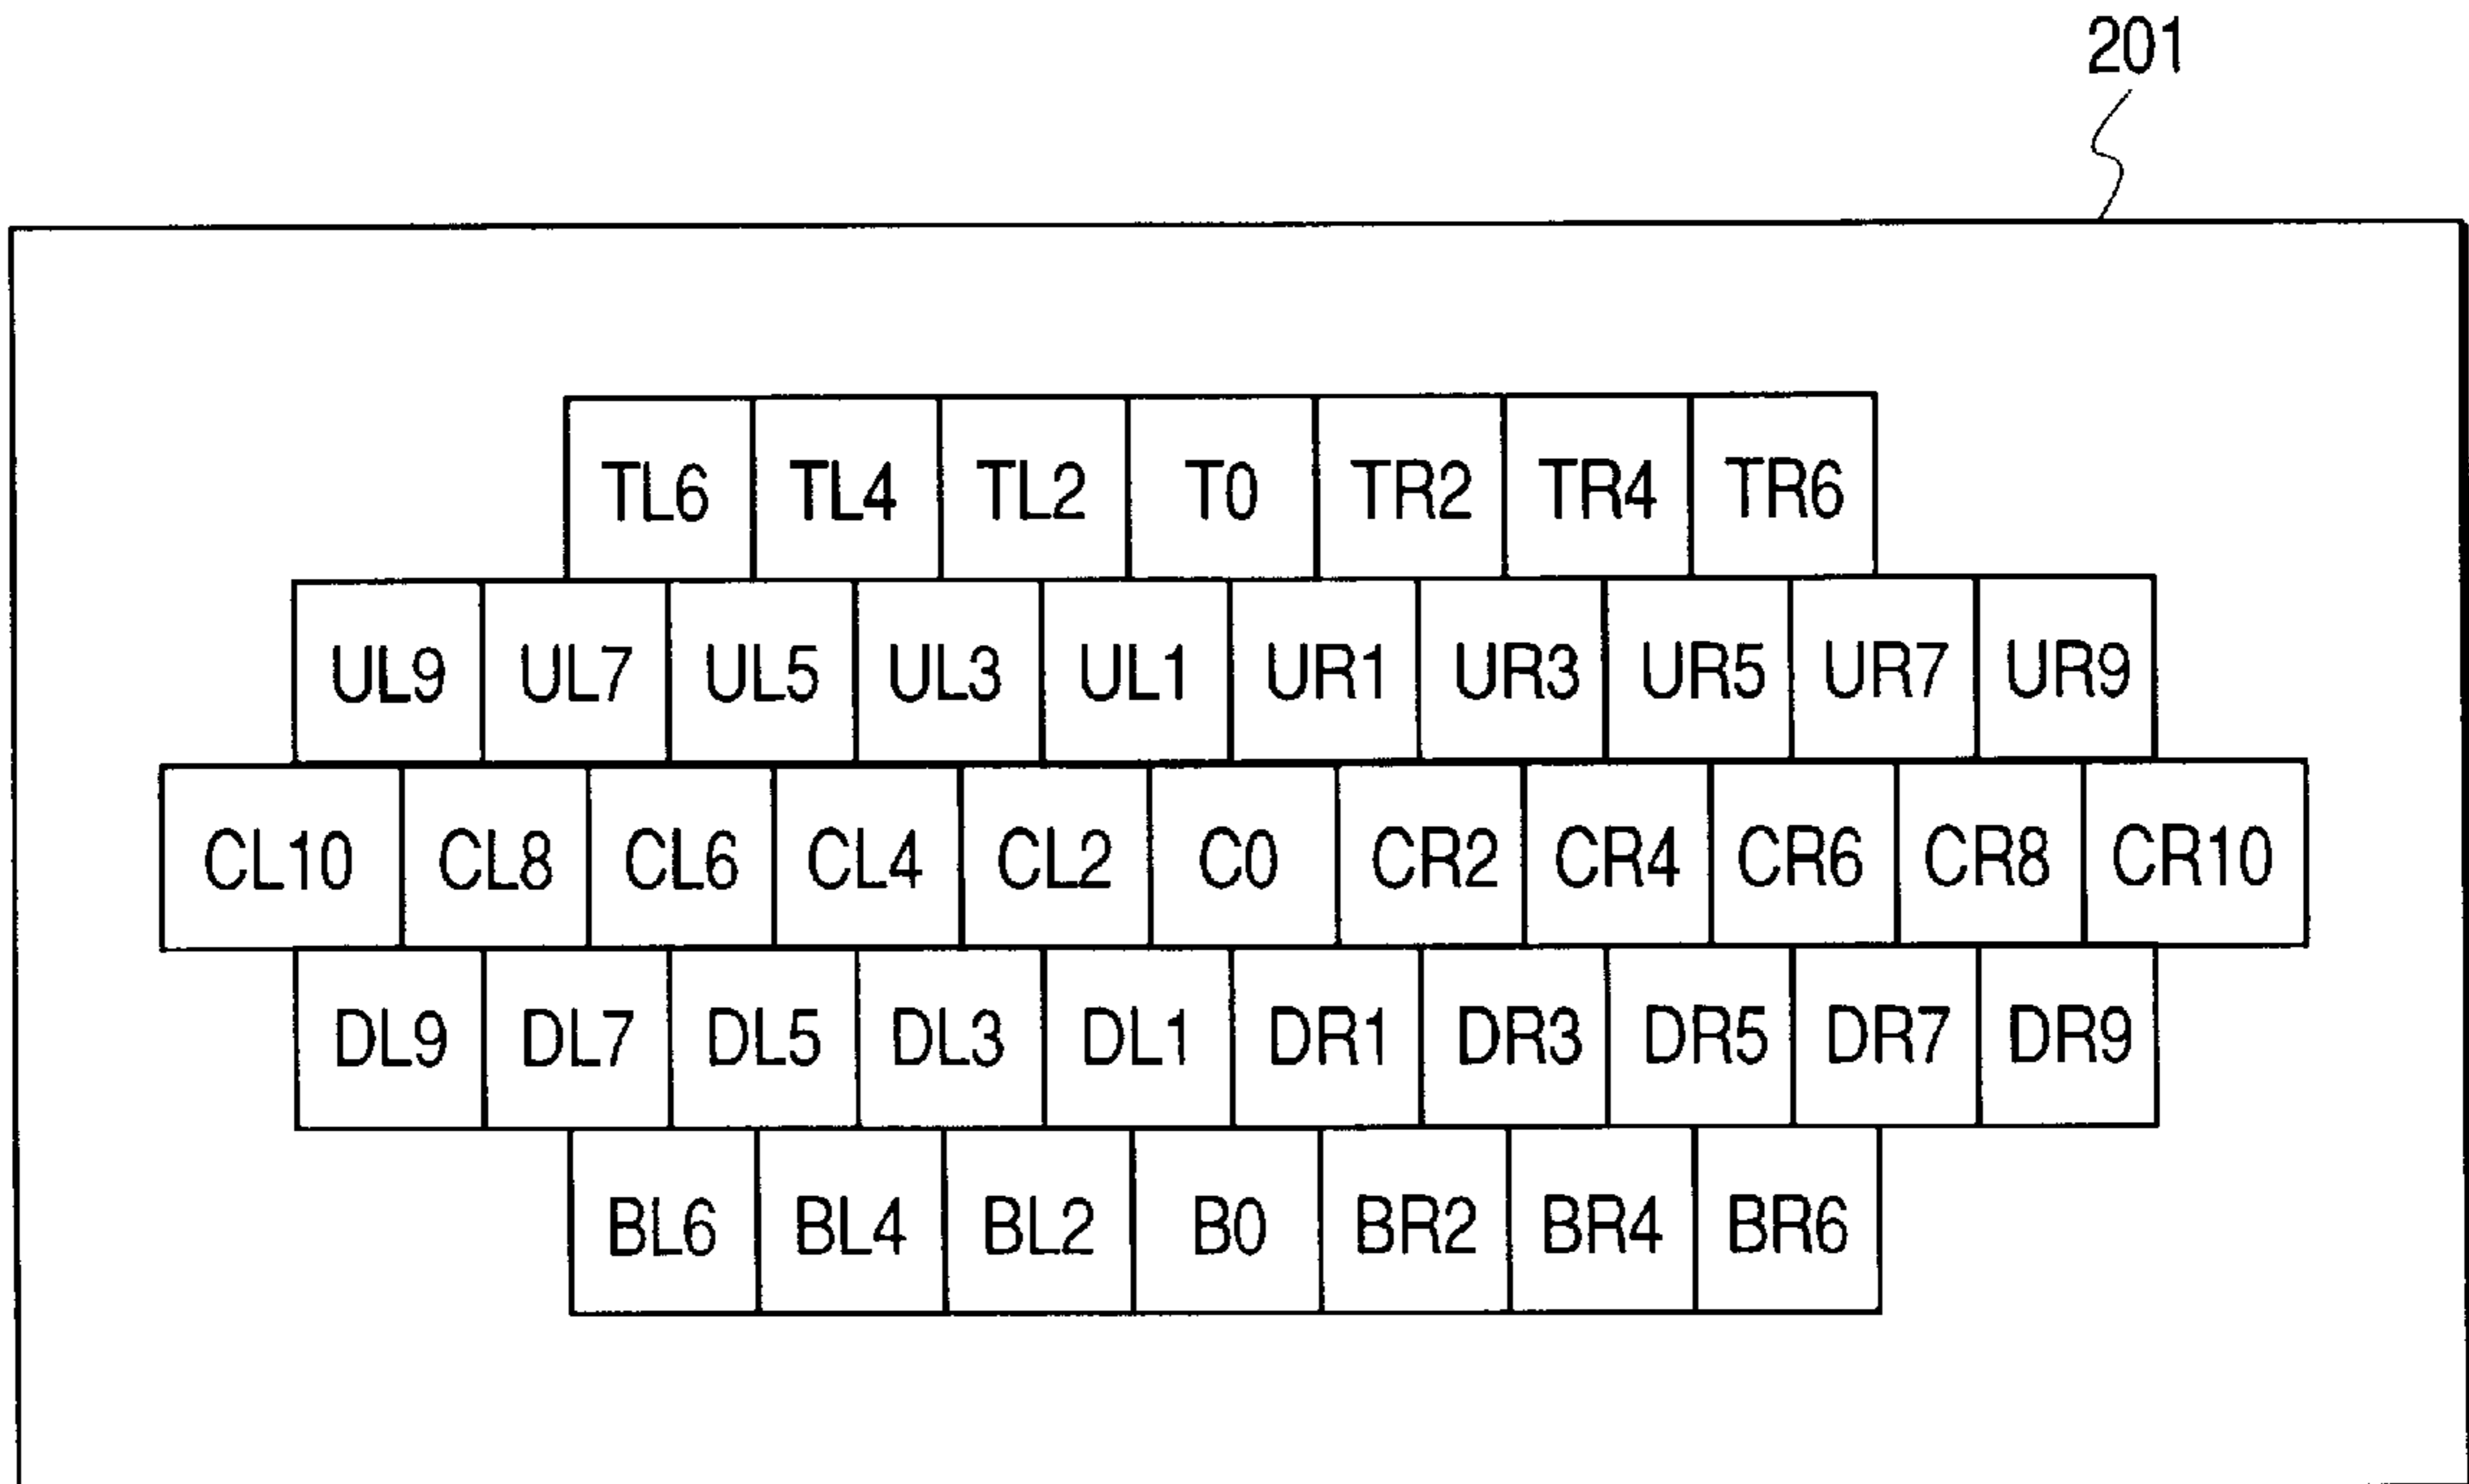 201
TL6 TL4 TL2 T0 TR2 TR4 TR6
UL9 UL7 UL5 UL3 UL1 UR1 UR3 UR5 UR7 UR9
CL10 CL8 CL6 CL4 CL2 C0 CR2 CR4 CR6 CR8 CR10
DL9 DL7 DL5 DL3 DL1 DR1 DR3 DR5 DR7 DR9
BL6 BL4 BL2 B0 BR2 BR4 BR6